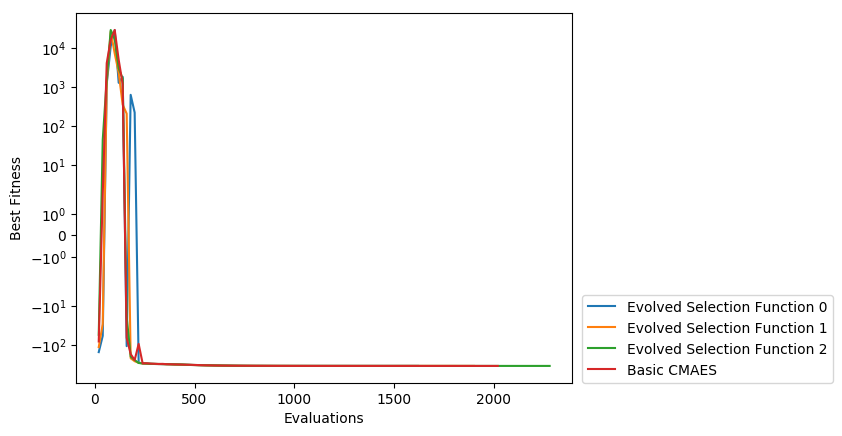 10⁴
10³
10²
10¹
10⁰
0
−10⁰
−10¹
−10²
Best Fitness
0 500 1000 1500 2000
Evaluations
Evolved Selection Function 0
Evolved Selection Function 1
Evolved Selection Function 2
Basic CMAES